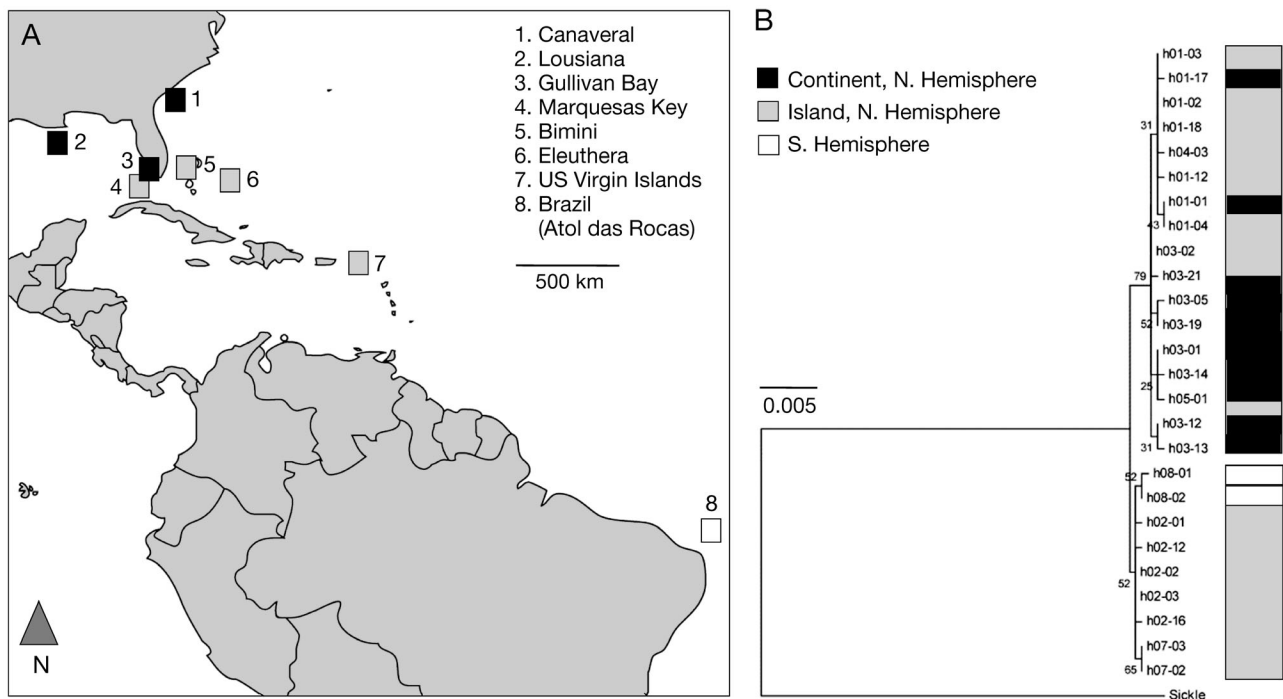 A
1. Canaveral
2. Lousiana
3. Gullivan Bay
4. Marquesas Key
5. Bimini
6. Eleuthera
7. US Virgin Islands
8. Brazil
(Atol das Rocas)
500 km
1
2
3
4
5
6
7
8
N
B
Continent, N. Hemisphere
Island, N. Hemisphere
S. Hemisphere
0.005
h01-03
h01-17
h01-02
31
h01-18
h04-03
h01-12
h01-01
43
h01-04
h03-02
79
h03-21
h03-05
52
h03-19
h03-01
h03-14
25
h05-01
h03-12
31
h03-13
52
h08-01
h08-02
h02-01
h02-12
h02-02
52
h02-03
h02-16
h07-03
65
h07-02
Sickle